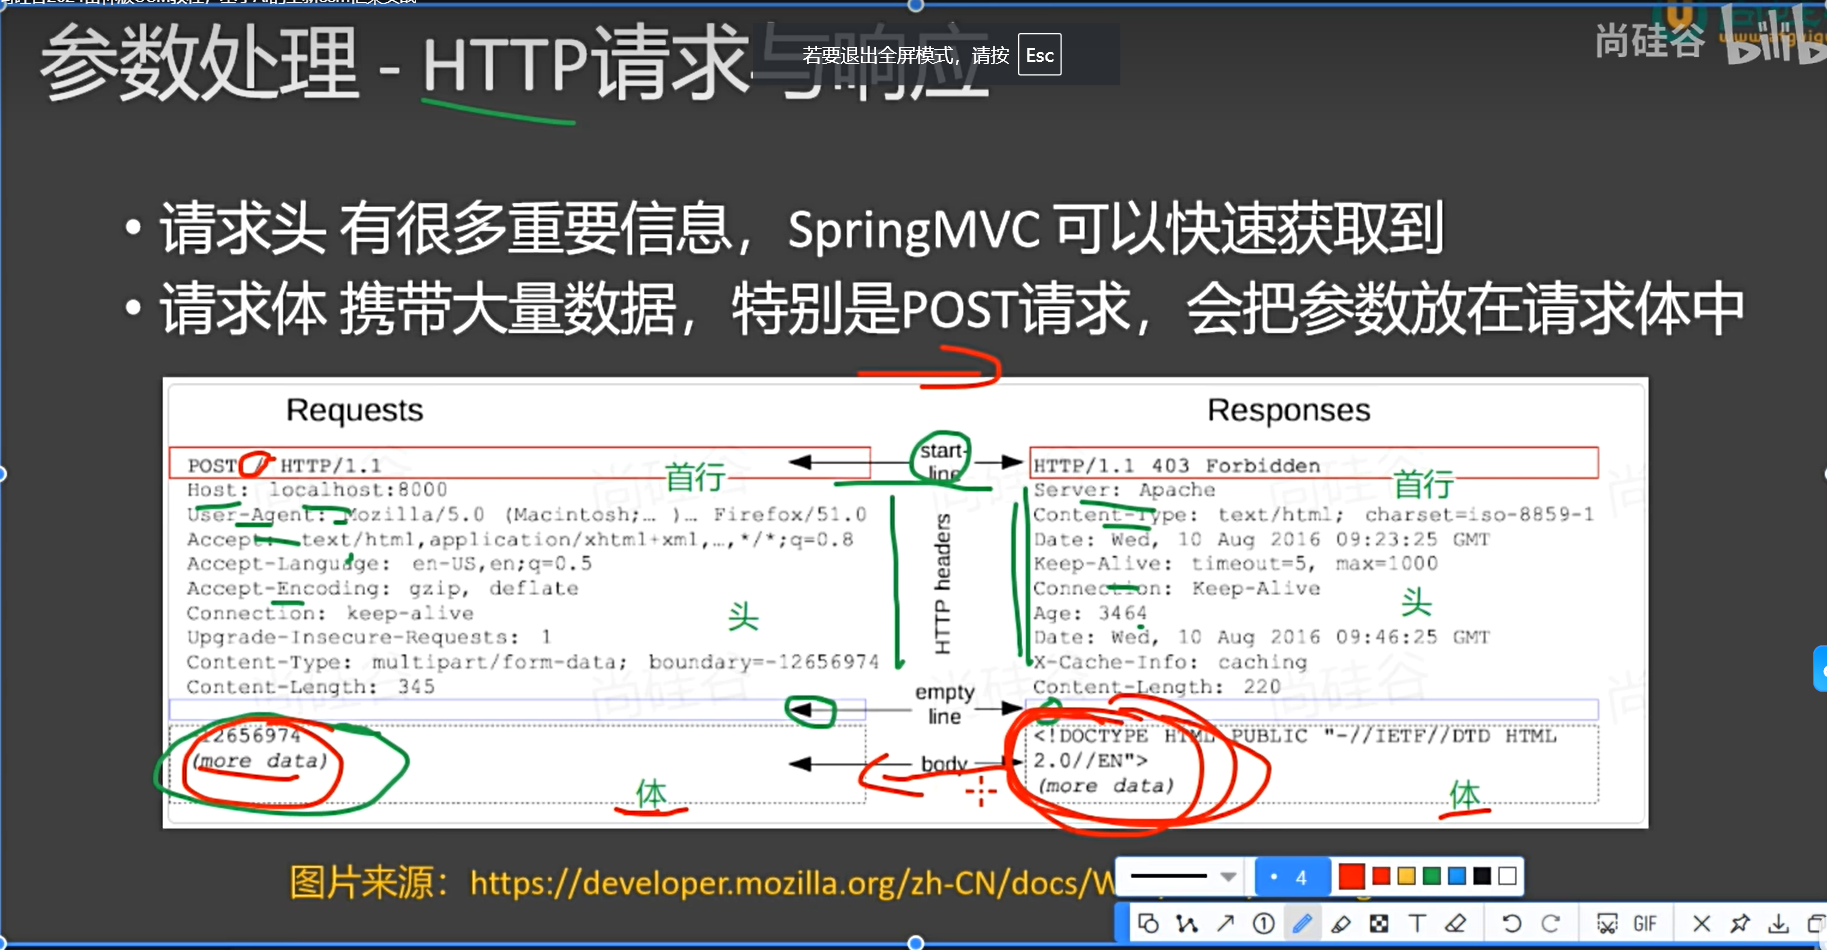 参数处理 - HTTP请求与响应
若要退出全屏模式，请按 Esc
尚硅谷
bilib
• 请求头 有很多重要信息，SpringMVC 可以快速获取到
• 请求体 携带大量数据，特别是POST请求，会把参数放在请求体中
Requests
Responses
POST / HTTP/1.1
首行
start-
line
HTTP/1.1 403 Forbidden
首行
Host: localhost:8000
Server: Apache
User-Agent: Mozilla/5.0 (Macintosh;… )… Firefox/51.0
Content-Type: text/html; charset=iso-8859-1
Accept: text/html,application/xhtml+xml,…,*/*;q=0.8
Date: Wed, 10 Aug 2016 09:23:25 GMT
Accept-Language: en-US,en;q=0.5
Keep-Alive: timeout=5, max=1000
Accept-Encoding: gzip, deflate
HTTP headers
Connection: Keep-Alive
Connection: keep-alive
头
Age: 3464
头
Upgrade-Insecure-Requests: 1
Date: Wed, 10 Aug 2016 09:46:25 GMT
Content-Type: multipart/form-data; boundary=-12656974
X-Cache-Info: caching
Content-Length: 345
Content-Length: 220
empty
line
12656974
(more data)
体
body
<!DOCTYPE HTML PUBLIC "-//IETF//DTD HTML
2.0//EN">
(more data)
体
图片来源：https://developer.mozilla.org/zh-CN/docs/W
4
GIF